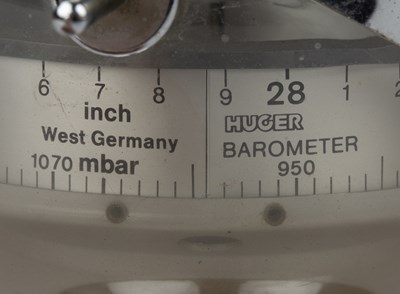 6 7 8 9 28 1 2
inch HUGER
West Germany BAROMETER
1070 mbar 950